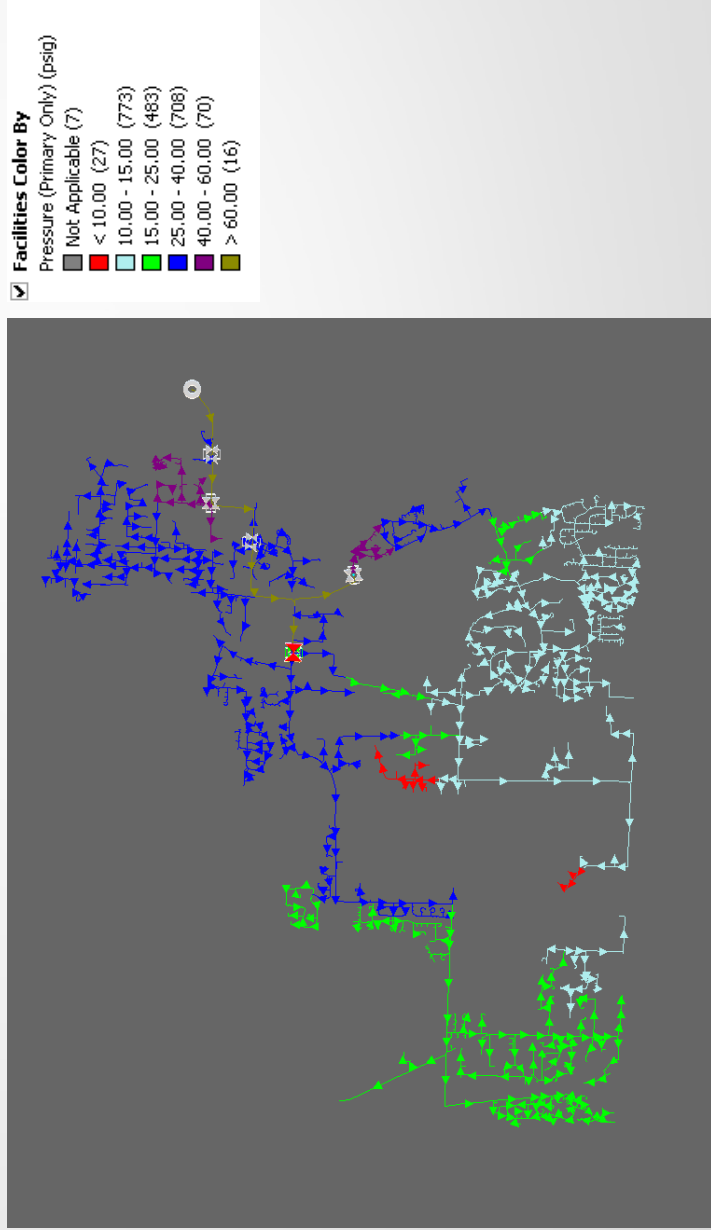 Facilities Color By
Pressure (Primary Only) (psig)
Not Applicable (7)
< 10.00 (27)
10.00 - 15.00 (773)
15.00 - 25.00 (483)
25.00 - 40.00 (708)
40.00 - 60.00 (70)
> 60.00 (16)